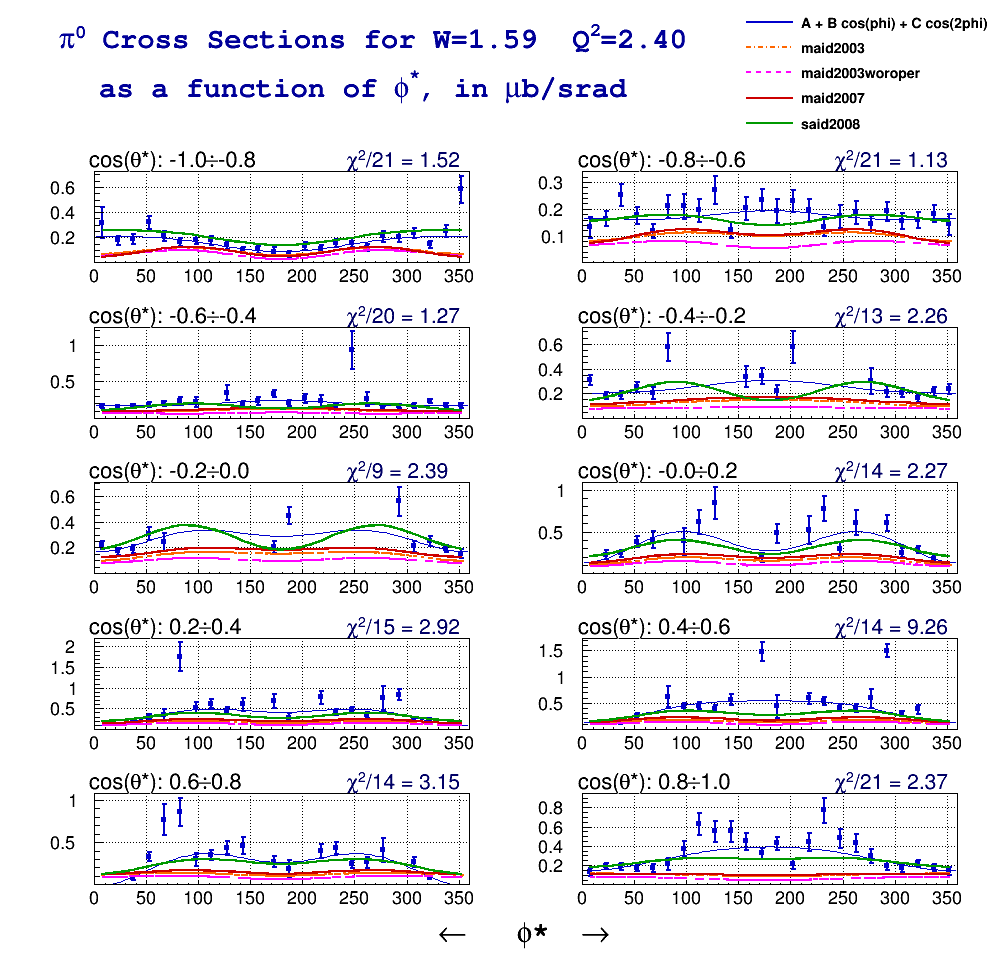 π⁰ Cross Sections for W=1.59 Q²=2.40
as a function of ϕ*, in μb/srad
A + B cos(phi) + C cos(2phi)
maid2003
maid2003woroper
maid2007
said2008
cos(θ*): -1.0÷-0.8 χ²/21 = 1.52
0.6
0.4
0.2
0 50 100 150 200 250 300 350
cos(θ*): -0.8÷-0.6 χ²/21 = 1.13
0.3
0.2
0.1
0 50 100 150 200 250 300 350
cos(θ*): -0.6÷-0.4 χ²/20 = 1.27
1
0.5
0 50 100 150 200 250 300 350
cos(θ*): -0.4÷-0.2 χ²/13 = 2.26
0.6
0.4
0.2
0 50 100 150 200 250 300 350
cos(θ*): -0.2÷0.0 χ²/9 = 2.39
0.6
0.4
0.2
0 50 100 150 200 250 300 350
cos(θ*): -0.0÷0.2 χ²/14 = 2.27
1
0.5
0 50 100 150 200 250 300 350
cos(θ*): 0.2÷0.4 χ²/15 = 2.92
2
1.5
1
0.5
0 50 100 150 200 250 300 350
cos(θ*): 0.4÷0.6 χ²/14 = 9.26
1.5
1
0.5
0 50 100 150 200 250 300 350
cos(θ*): 0.6÷0.8 χ²/14 = 3.15
1
0.5
0 50 100 150 200 250 300 350
cos(θ*): 0.8÷1.0 χ²/21 = 2.37
0.8
0.6
0.4
0.2
0 50 100 150 200 250 300 350
← ϕ* →